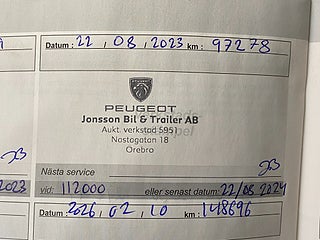 Datum: 22, 08, 2023 km: 97278
PEUGEOT
Jonsson Bil & Trailer AB
Aukt. verkstad 5951
Nastagatan 18
Örebro
Nästa service
2023 vid: 112000 eller senast datum: 22/08 2024
Datum: 2026, 02, 10 km: 148696